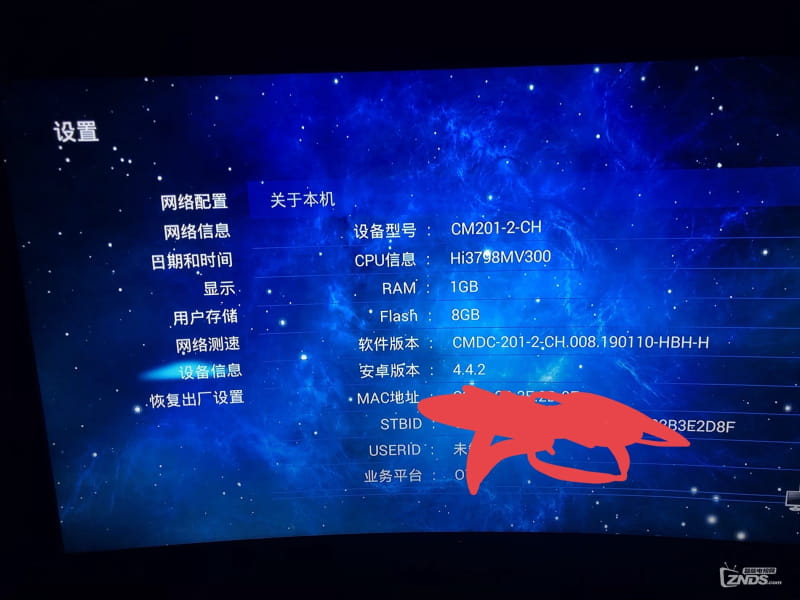 设置
网络配置
关于本机
网络信息
设备型号 : CM201-2-CH
日期和时间
CPU信息 : Hi3798MV300
显示
RAM : 1GB
用户存储
Flash : 8GB
网络测速
软件版本 : CMDC-201-2-CH.008.190110-HBH-H
设备信息
安卓版本 : 4.4.2
恢复出厂设置
MAC地址 :
STBID : 3E2D8F
USERID : 未
业务平台 : O
ZNDS.com